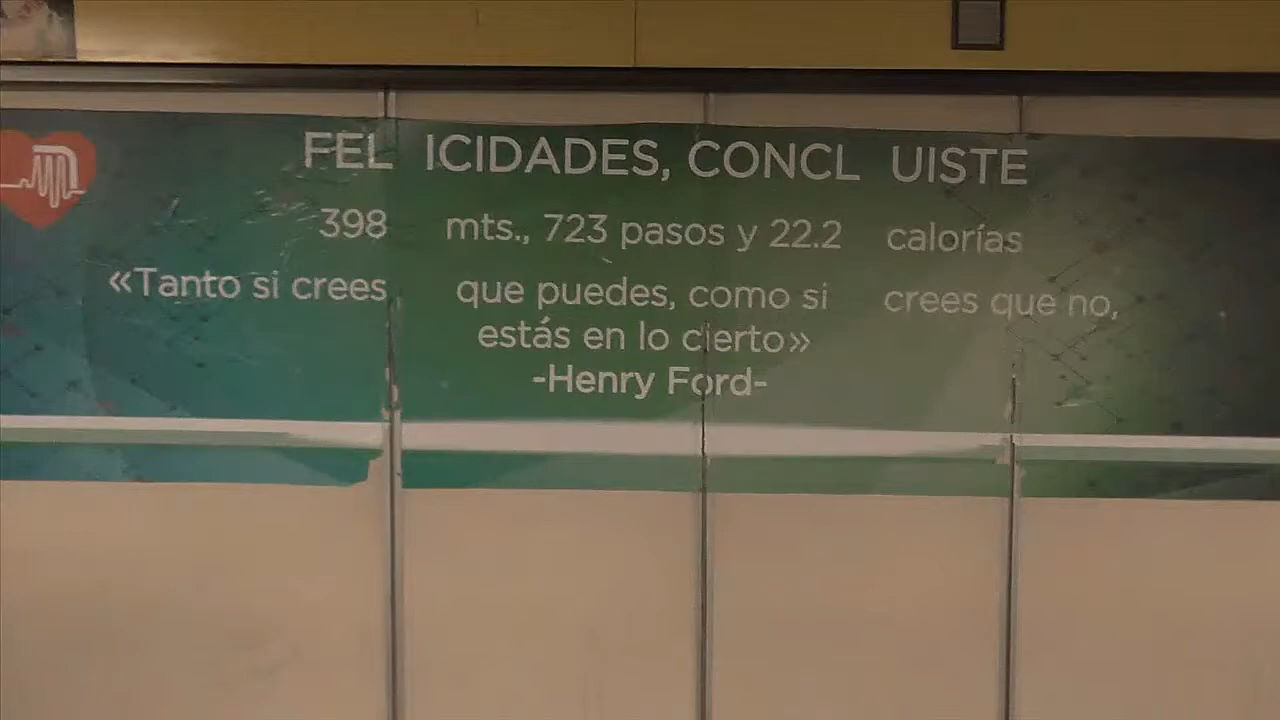 FELICIDADES, CONCLUISTE
398 mts., 723 pasos y 22.2 calorías
«Tanto si crees que puedes, como si crees que no,
estás en lo cierto»
-Henry Ford-